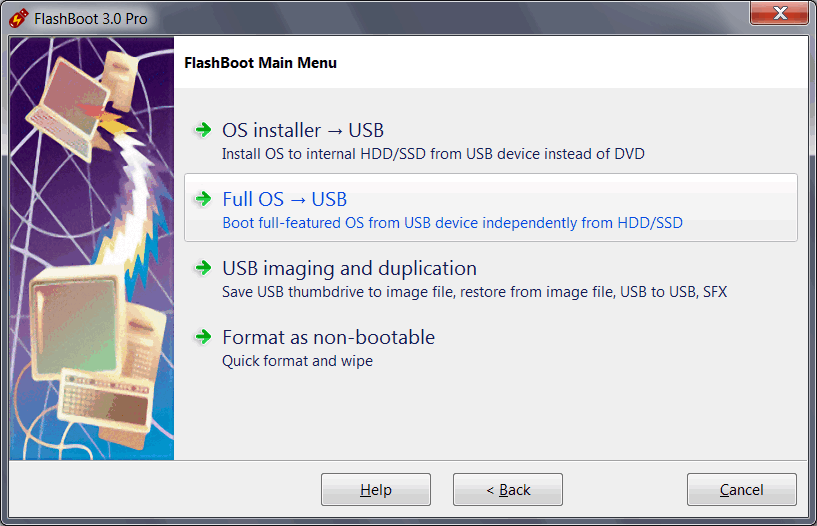 FlashBoot 3.0 Pro
FlashBoot Main Menu
OS installer → USB
Install OS to internal HDD/SSD from USB device instead of DVD
Full OS → USB
Boot full-featured OS from USB device independently from HDD/SSD
USB imaging and duplication
Save USB thumbdrive to image file, restore from image file, USB to USB, SFX
Format as non-bootable
Quick format and wipe
Help
< Back
Cancel